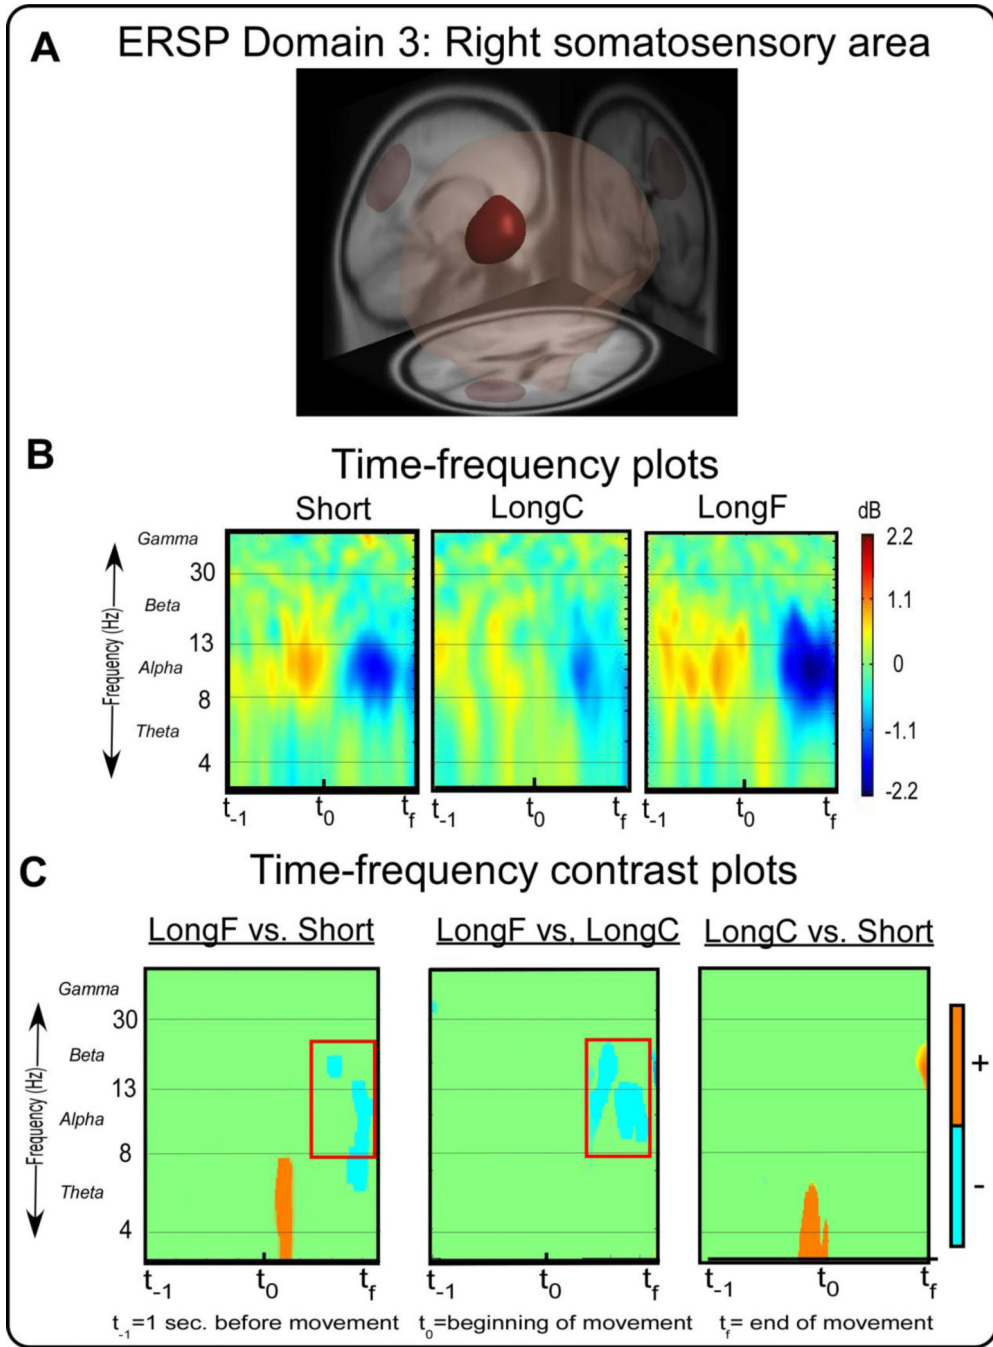 A ERSP Domain 3: Right somatosensory area
B Time-frequency plots
Short LongC LongF dB
Gamma
30
Beta
13
Alpha
8
Theta
4
Frequency (Hz)
2.2
1.1
0
-1.1
-2.2
t-1 t0 tf t-1 t0 tf t-1 t0 tf
C Time-frequency contrast plots
LongF vs. Short LongF vs, LongC LongC vs. Short
Gamma
30
Beta
13
Alpha
8
Theta
4
Frequency (Hz)
+
-
t-1 t0 tf t-1 t0 tf t-1 t0 tf
t-1=1 sec. before movement t0=beginning of movement tf= end of movement